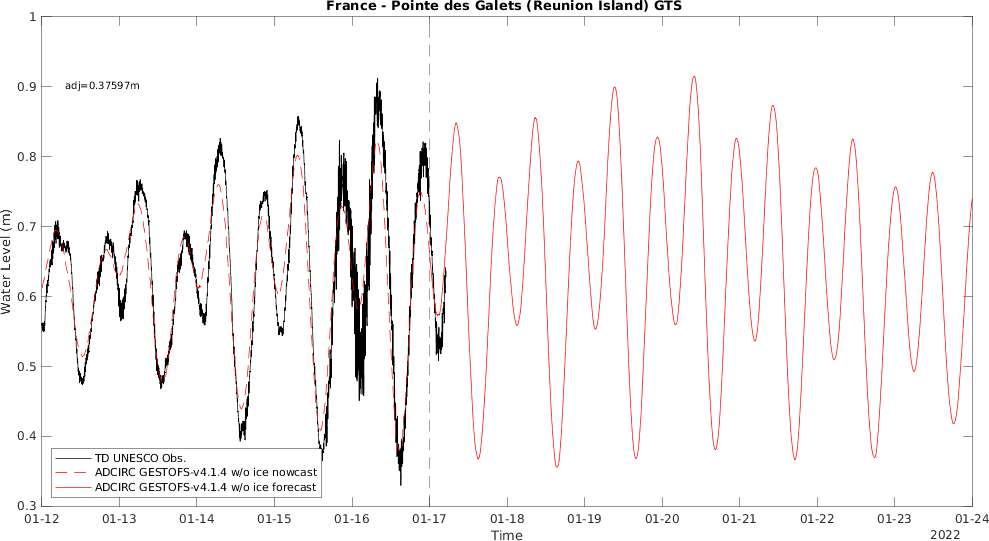 France - Pointe des Galets (Reunion Island) GTS
1
0.9
0.8
0.7
0.6
0.5
0.4
0.3
Water Level (m)
adj=0.37597m
TD UNESCO Obs.
ADCIRC GESTOFS-v4.1.4 w/o ice nowcast
ADCIRC GESTOFS-v4.1.4 w/o ice forecast
01-12 01-13 01-14 01-15 01-16 01-17 01-18 01-19 01-20 01-21 01-22 01-23 01-24
Time
2022